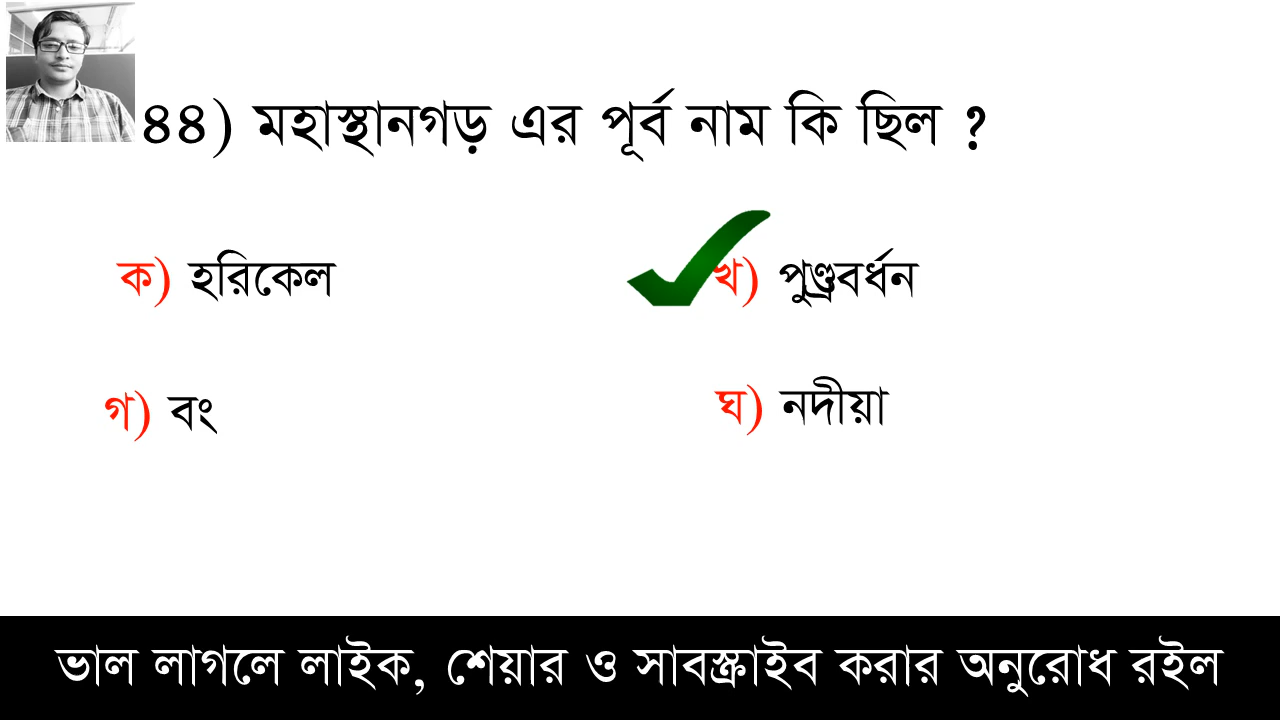 ৪৪) মহাস্থানগড় এর পূর্ব নাম কি ছিল ?
ক) হরিকেল
খ) পুণ্ড্রবর্ধন
গ) বং
ঘ) নদীয়া
ভাল লাগলে লাইক, শেয়ার ও সাবস্ক্রাইব করার অনুরোধ রইল